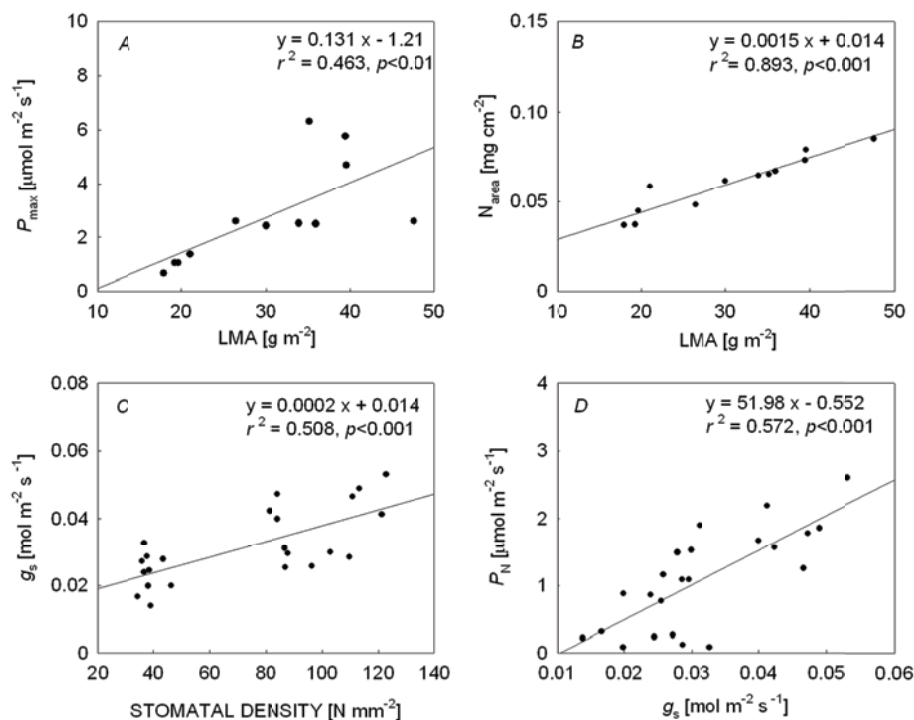 A
y = 0.131 x - 1.21
r² = 0.463, p<0.01
10
8
6
4
2
0
Pmax [μmol m⁻² s⁻¹]
10 20 30 40 50
LMA [g m⁻²]
B
y = 0.0015 x + 0.014
r² = 0.893, p<0.001
0.15
0.10
0.05
0.00
Narea [mg cm⁻²]
10 20 30 40 50
LMA [g m⁻²]
C
y = 0.0002 x + 0.014
r² = 0.508, p<0.001
0.08
0.06
0.04
0.02
0.00
gs [mol m⁻² s⁻¹]
20 40 60 80 100 120 140
STOMATAL DENSITY [N mm⁻²]
D
y = 51.98 x - 0.552
r² = 0.572, p<0.001
4
3
2
1
0
PN [μmol m⁻² s⁻¹]
0.01 0.02 0.03 0.04 0.05 0.06
gs [mol m⁻² s⁻¹]